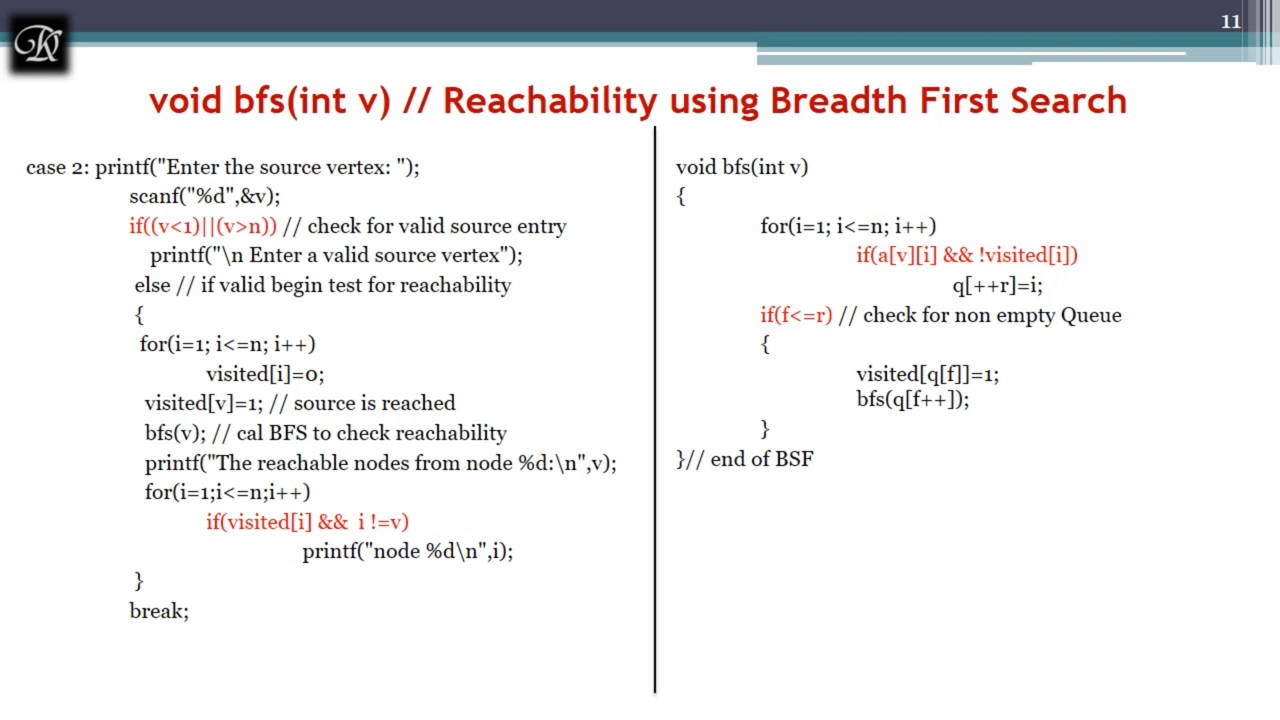 11
void bfs(int v) // Reachability using Breadth First Search
case 2: printf("Enter the source vertex: ");
scanf("%d",&v);
if((v<1)||(v>n)) // check for valid source entry
printf("\n Enter a valid source vertex");
else // if valid begin test for reachability
{
for(i=1; i<=n; i++)
visited[i]=0;
visited[v]=1; // source is reached
bfs(v); // cal BFS to check reachability
printf("The reachable nodes from node %d:\n",v);
for(i=1;i<=n;i++)
if(visited[i] && i !=v)
printf("node %d\n",i);
}
break;
void bfs(int v)
{
for(i=1; i<=n; i++)
if(a[v][i] && !visited[i])
q[++r]=i;
if(f<=r) // check for non empty Queue
{
visited[q[f]]=1;
bfs(q[f++]);
}
}// end of BSF